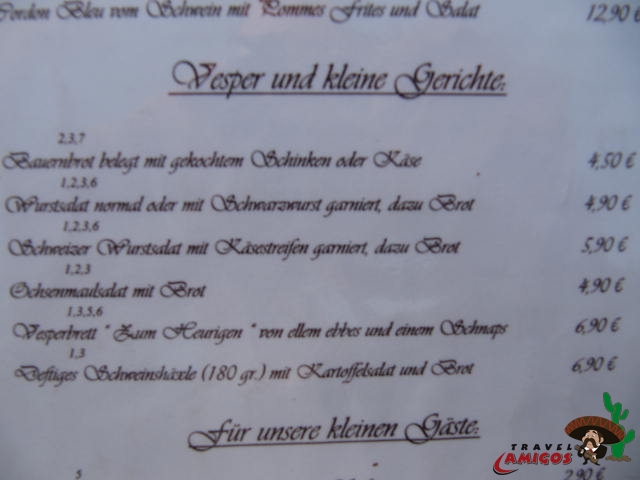 Cordon Bleu vom Schwein mit Pommes Frites und Salat 12,90 €
Vesper und kleine Gerichte:
2,3,7
Bauernbrot belegt mit gekochtem Schinken oder Käse 4,50 €
1,2,3,6
Wurstsalat normal oder mit Schwarzwurst garniert, dazu Brot 4,90 €
1,2,3,6
Schweizer Wurstsalat mit Käsestreifen garniert, dazu Brot 5,90 €
1,2,3
Ochsenmaulsalat mit Brot 4,90 €
1,3,5,6
Vesperbrett " Zum Heurigen " von ellem ebbes und einem Schnaps 6,90 €
1,3
Deftiges Schweinshäxle (180 gr.) mit Kartoffelsalat und Brot 6,90 €
Für unsere kleinen Gäste:
TRAVEL
AMIGOS
5
2,90 €